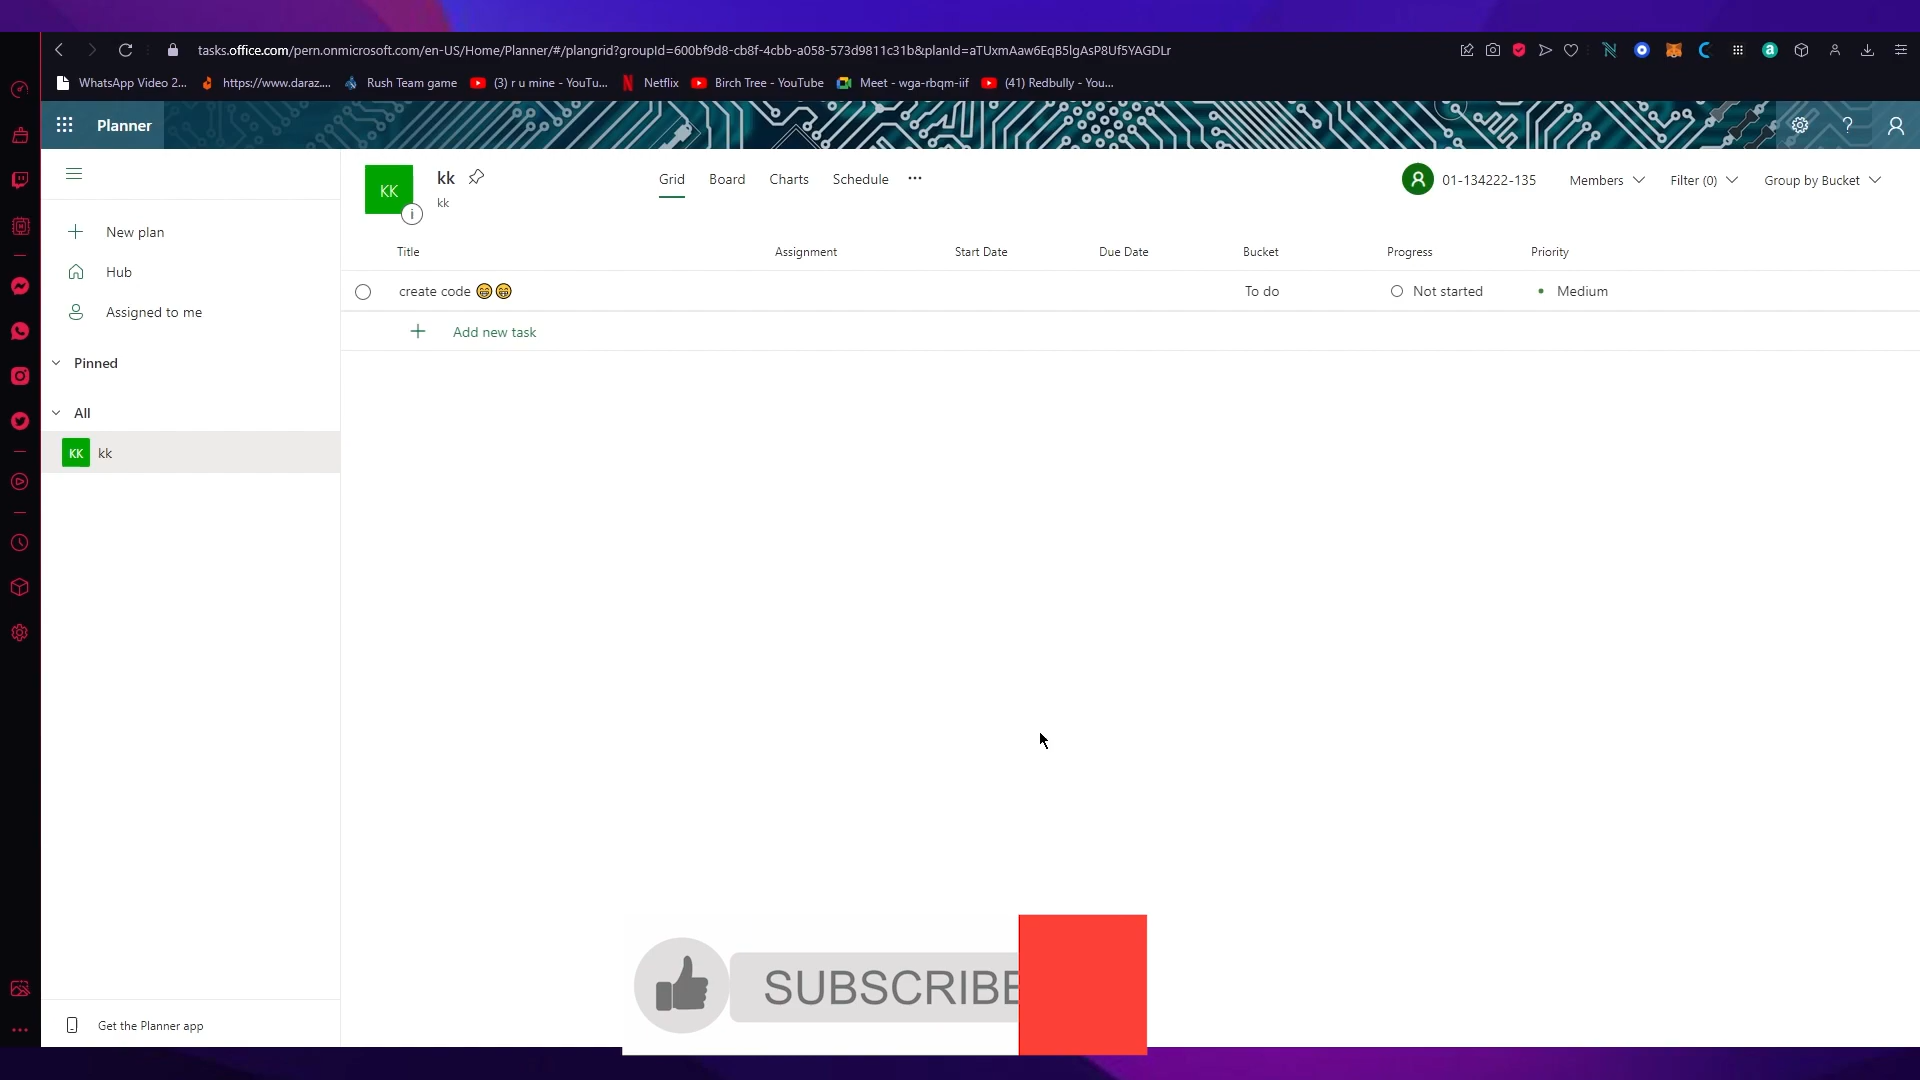 tasks.office.com/pern.onmicrosoft.com/en-US/Home/Planner/#/plangrid?groupId=600bf9d8-cb8f-4cbb-a058-573d9811c31b&planId=aTUxmAaw6EqB5lgAsP8Uf5YAGDLr
WhatsApp Video 2... https://www.daraz.... Rush Team game (3) r u mine - YouTu... Netflix Birch Tree - YouTube Meet - wga-rbqm-iif (41) Redbully - You...
Planner
KK kk Grid Board Charts Schedule ... 01-134222-135 Members Filter (0) Group by Bucket
kk
New plan
Hub
Assigned to me
Pinned
All
KK kk
Title Assignment Start Date Due Date Bucket Progress Priority
create code 😁😁 To do Not started Medium
Add new task
SUBSCRIBE
Get the Planner app